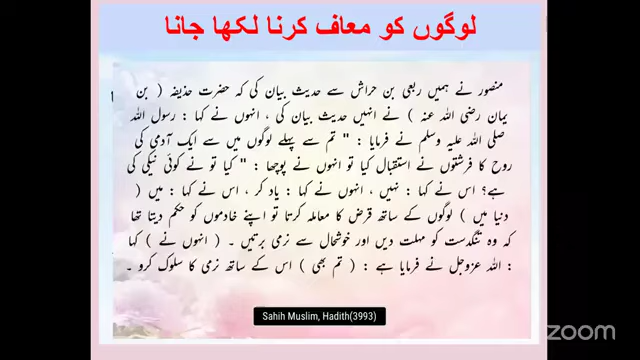 لوگوں کو معاف کرنا لکھا جانا
منصور نے ہمیں ربعی بن حراش سے حدیث بیان کی کہ حضرت حذیفہ ( بن
یمان رضی اللہ عنہ ) نے انہیں حدیث بیان کی ، انہوں نے کہا : رسول اللہ
صلی اللہ علیہ وسلم نے فرمایا : " تم سے پہلے لوگوں میں سے ایک آدمی کی
روح کا فرشتوں نے استقبال کیا تو انہوں نے پوچھا : " کیا تو نے کوئی نیکی کی
ہے؟ اس نے کہا : نہیں ، انہوں نے کہا : یاد کر ، اس نے کہا : میں (
دنیا میں ) لوگوں کے ساتھ قرض کا معاملہ کرتا تو اپنے خادموں کو حکم دیتا تھا
کہ وہ تنگدست کو مہلت دیں اور خوشحال سے نرمی برتیں ۔ ( انہوں نے ) کہا
: اللہ عزوجل نے فرمایا ہے : ( تم بھی ) اس کے ساتھ نرمی کا سلوک کرو ۔
Sahih Muslim, Hadith(3993)
zoom